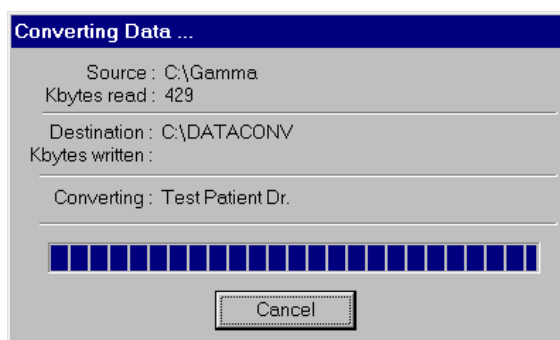 Converting Data ...
Source : C:\Gamma
Kbytes read : 429
Destination : C:\DATACONV
Kbytes written :
Converting : Test Patient Dr.
Cancel